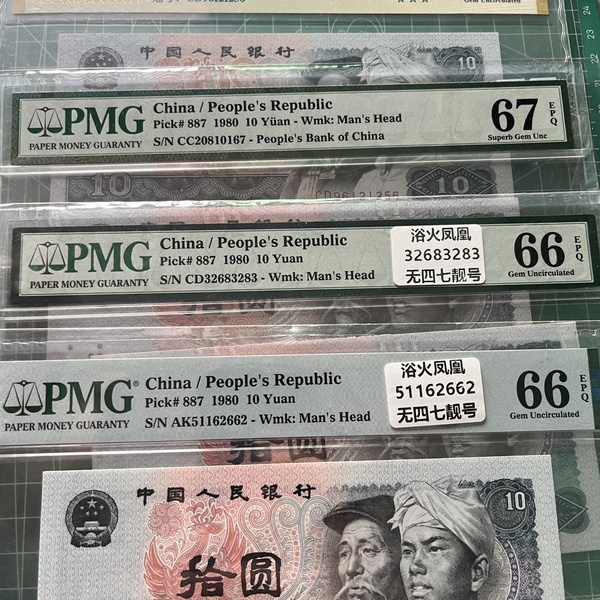 Gem Uncirculated
中国人民银行
10
PMG
PAPER MONEY GUARANTY
China / People's Republic
Pick# 887 1980 10 Yüan - Wmk: Man's Head
S/N CC20810167 - People's Bank of China
67
EPQ
Superb Gem Unc
10
CD96121256
10
PMG
PAPER MONEY GUARANTY
China / People's Republic
Pick# 887 1980 10 Yuan
S/N CD32683283 - Wmk: Man's Head
浴火凤凰
32683283
无四七靓号
66
EPQ
Gem Uncirculated
PMG®
PAPER MONEY GUARANTY
China / People's Republic
Pick# 887 1980 10 Yuan
S/N AK51162662 - Wmk: Man's Head
浴火凤凰
51162662
无四七靓号
66
EPQ
Gem Uncirculated
中国人民银行
10
拾圆